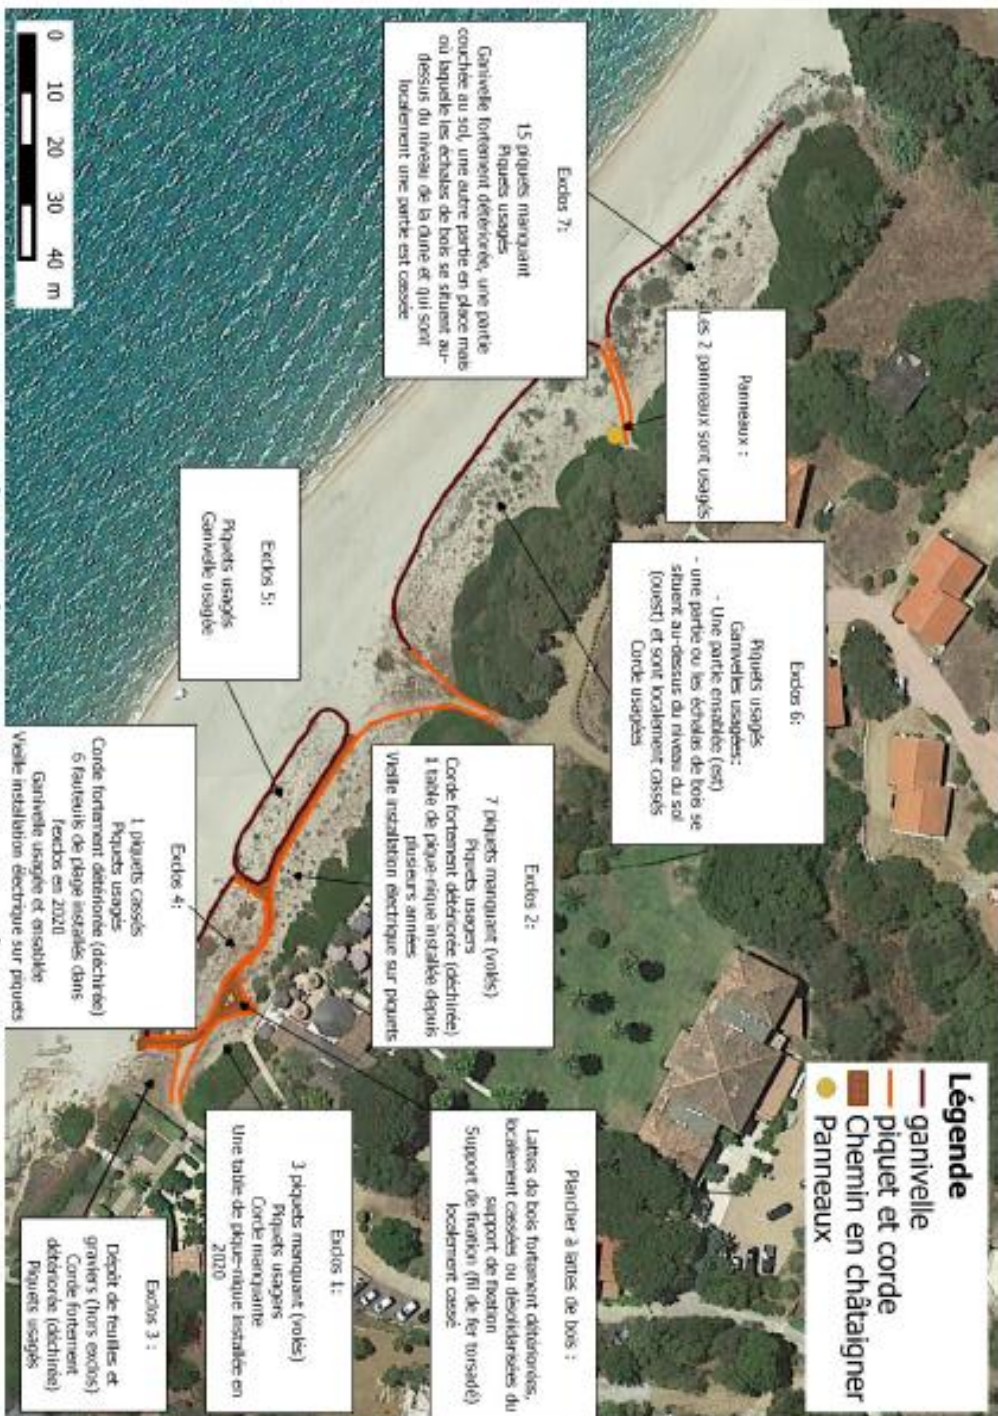 Exclos 7:
15 piquets manquant
Piquets usagés
Ganivelle fortement détériorée, une partie
couchée au sol, une autre partie en place mais
où laquelle les échalas de bois se situent au-
dessus du niveau de la dune et qui sont
localement une partie est cassée
Panneaux :
Les 2 panneaux sont usagés
Exclos 6:
Piquets usagés
Ganivelles usagées:
- Une partie ensablée (est)
- une partie ou les échalas de bois se
situent au-dessus du niveau du sol
(ouest) et sont localement cassés
Corde usagées
Légende
ganivelle
piquet et corde
Chemin en châtaigner
Panneaux
Exclos 5:
Piquets usagés
Ganivelle usagée
Exclos 2:
7 piquets manquant (volés)
Piquets usagers
Corde fortement détériorée (déchirée)
1 table de pique-nique installée depuis
plusieurs années
Vieille installation électrique sur piquets
Plancher à lattes de bois :
Lattes de bois fortement détériorées,
localement cassées ou désolidarisées du
support de fixation
Support de fixation (fil de fer torsadé)
localement cassé
Exclos 4:
1 piquets cassés
Piquets usagés
Corde fortement détériorée (déchirée)
6 fauteuils de plage installés dans
l'exclos en 2020
Ganivelle usagée et ensablée
Vieille installation électrique sur piquets
Exclos 1:
3 piquets manquant (volés)
Piquets usagers
Corde manquante
Une table de pique-nique installée en
2020
Exclos 3 :
Dépôt de feuilles et
graviers (hors exclos)
Corde fortement
détériorée (déchirée)
Piquets usagés
0 10 20 30 40 m